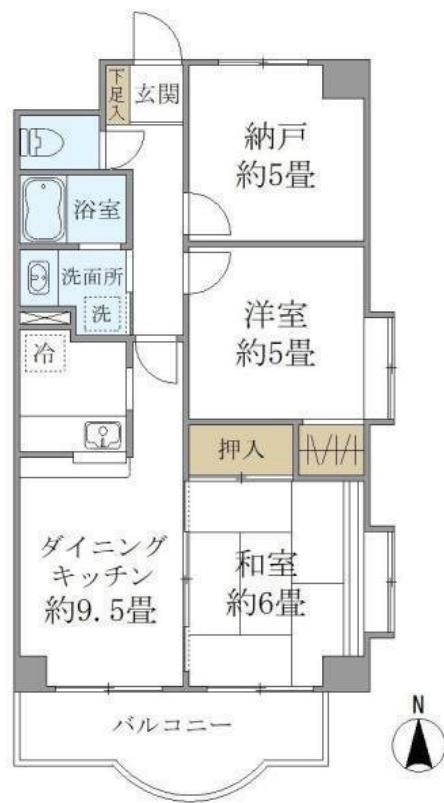 下足入
玄関
納戸
約5畳
浴室
洗面所
洗
洋室
約5畳
冷
押入
ダイニング
キッチン
約9.5畳
和室
約6畳
バルコニー
N